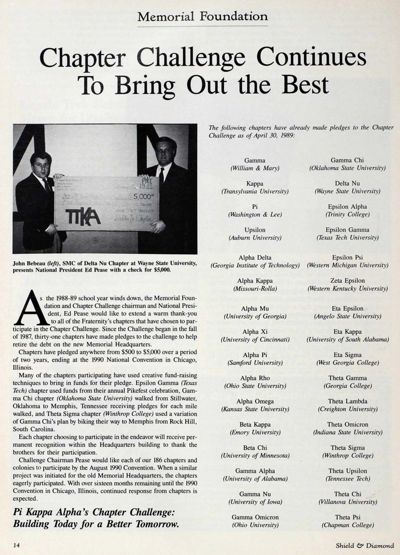 Memorial Foundation
Chapter Challenge Continues
To Bring Out the Best
5,000
ΠΚΑ
John Bebeau (left), SMC of Delta Nu Chapter at Wayne State University,
presents National President Ed Pease with a check for $5,000.
As the 1988-89 school year winds down, the Memorial Foun-
dation and Chapter Challenge chairman and National Presi-
dent, Ed Pease would like to extend a warm thank-you
to all of the Fraternity's chapters that have chosen to par-
ticipate in the Chapter Challenge. Since the Challenge began in the fall
of 1987, thirty-one chapters have made pledges to the challenge to help
retire the debt on the new Memorial Headquarters.
Chapters have pledged anywhere from $500 to $5,000 over a period
of two years, ending at the 1990 National Convention in Chicago,
Illinois.
Many of the chapters participating have used creative fund-raising
techniques to bring in funds for their pledge. Epsilon Gamma (Texas
Tech) chapter used funds from their annual Pikefest celebration, Gam-
ma Chi chapter (Oklahoma State University) walked from Stillwater,
Oklahoma to Memphis, Tennessee receiving pledges for each mile
walked, and Theta Sigma chapter (Winthrop College) used a variation
of Gamma Chi's plan by biking their way to Memphis from Rock Hill,
South Carolina.
Each chapter choosing to participate in the endeavor will receive per-
manent recognition within the Headquarters building to thank the
brothers for their participation.
Challenge Chairman Pease would like each of our 186 chapters and
colonies to participate by the August 1990 Convention. When a similar
project was initiated for the old Memorial Headquarters, the chapters
eagerly participated. With over sixteen months remaining until the 1990
Convention in Chicago, Illinois, continued response from chapters is
expected.
Pi Kappa Alpha's Chapter Challenge:
Building Today for a Better Tomorrow.
The following chapters have already made pledges to the Chapter
Challenge as of April 30, 1989:
Gamma
(William & Mary)
Kappa
(Transylvania University)
Pi
(Washington & Lee)
Upsilon
(Auburn University)
Alpha Delta
(Georgia Institute of Technology)
Alpha Kappa
(Missouri-Rolla)
Alpha Mu
(University of Georgia)
Alpha Xi
(University of Cincinnati)
Alpha Pi
(Samford University)
Alpha Rho
(Ohio State University)
Alpha Omega
(Kansas State University)
Beta Kappa
(Emory University)
Beta Chi
(University of Minnesota)
Gamma Alpha
(University of Alabama)
Gamma Nu
(University of Iowa)
Gamma Omicron
(Ohio University)
Gamma Chi
(Oklahoma State University)
Delta Nu
(Wayne State University)
Epsilon Alpha
(Trinity College)
Epsilon Gamma
(Texas Tech University)
Epsilon Psi
(Western Michigan University)
Zeta Epsilon
(Western Kentucky University)
Eta Epsilon
(Angelo State University)
Eta Kappa
(University of South Alabama)
Eta Sigma
(West Georgia College)
Theta Gamma
(Georgia College)
Theta Lambda
(Creighton University)
Theta Omicron
(Indiana State University)
Theta Sigma
(Winthrop College)
Theta Upsilon
(Tennessee Tech)
Theta Chi
(Villanova University)
Theta Psi
(Chapman College)
14
Shield & Diamond